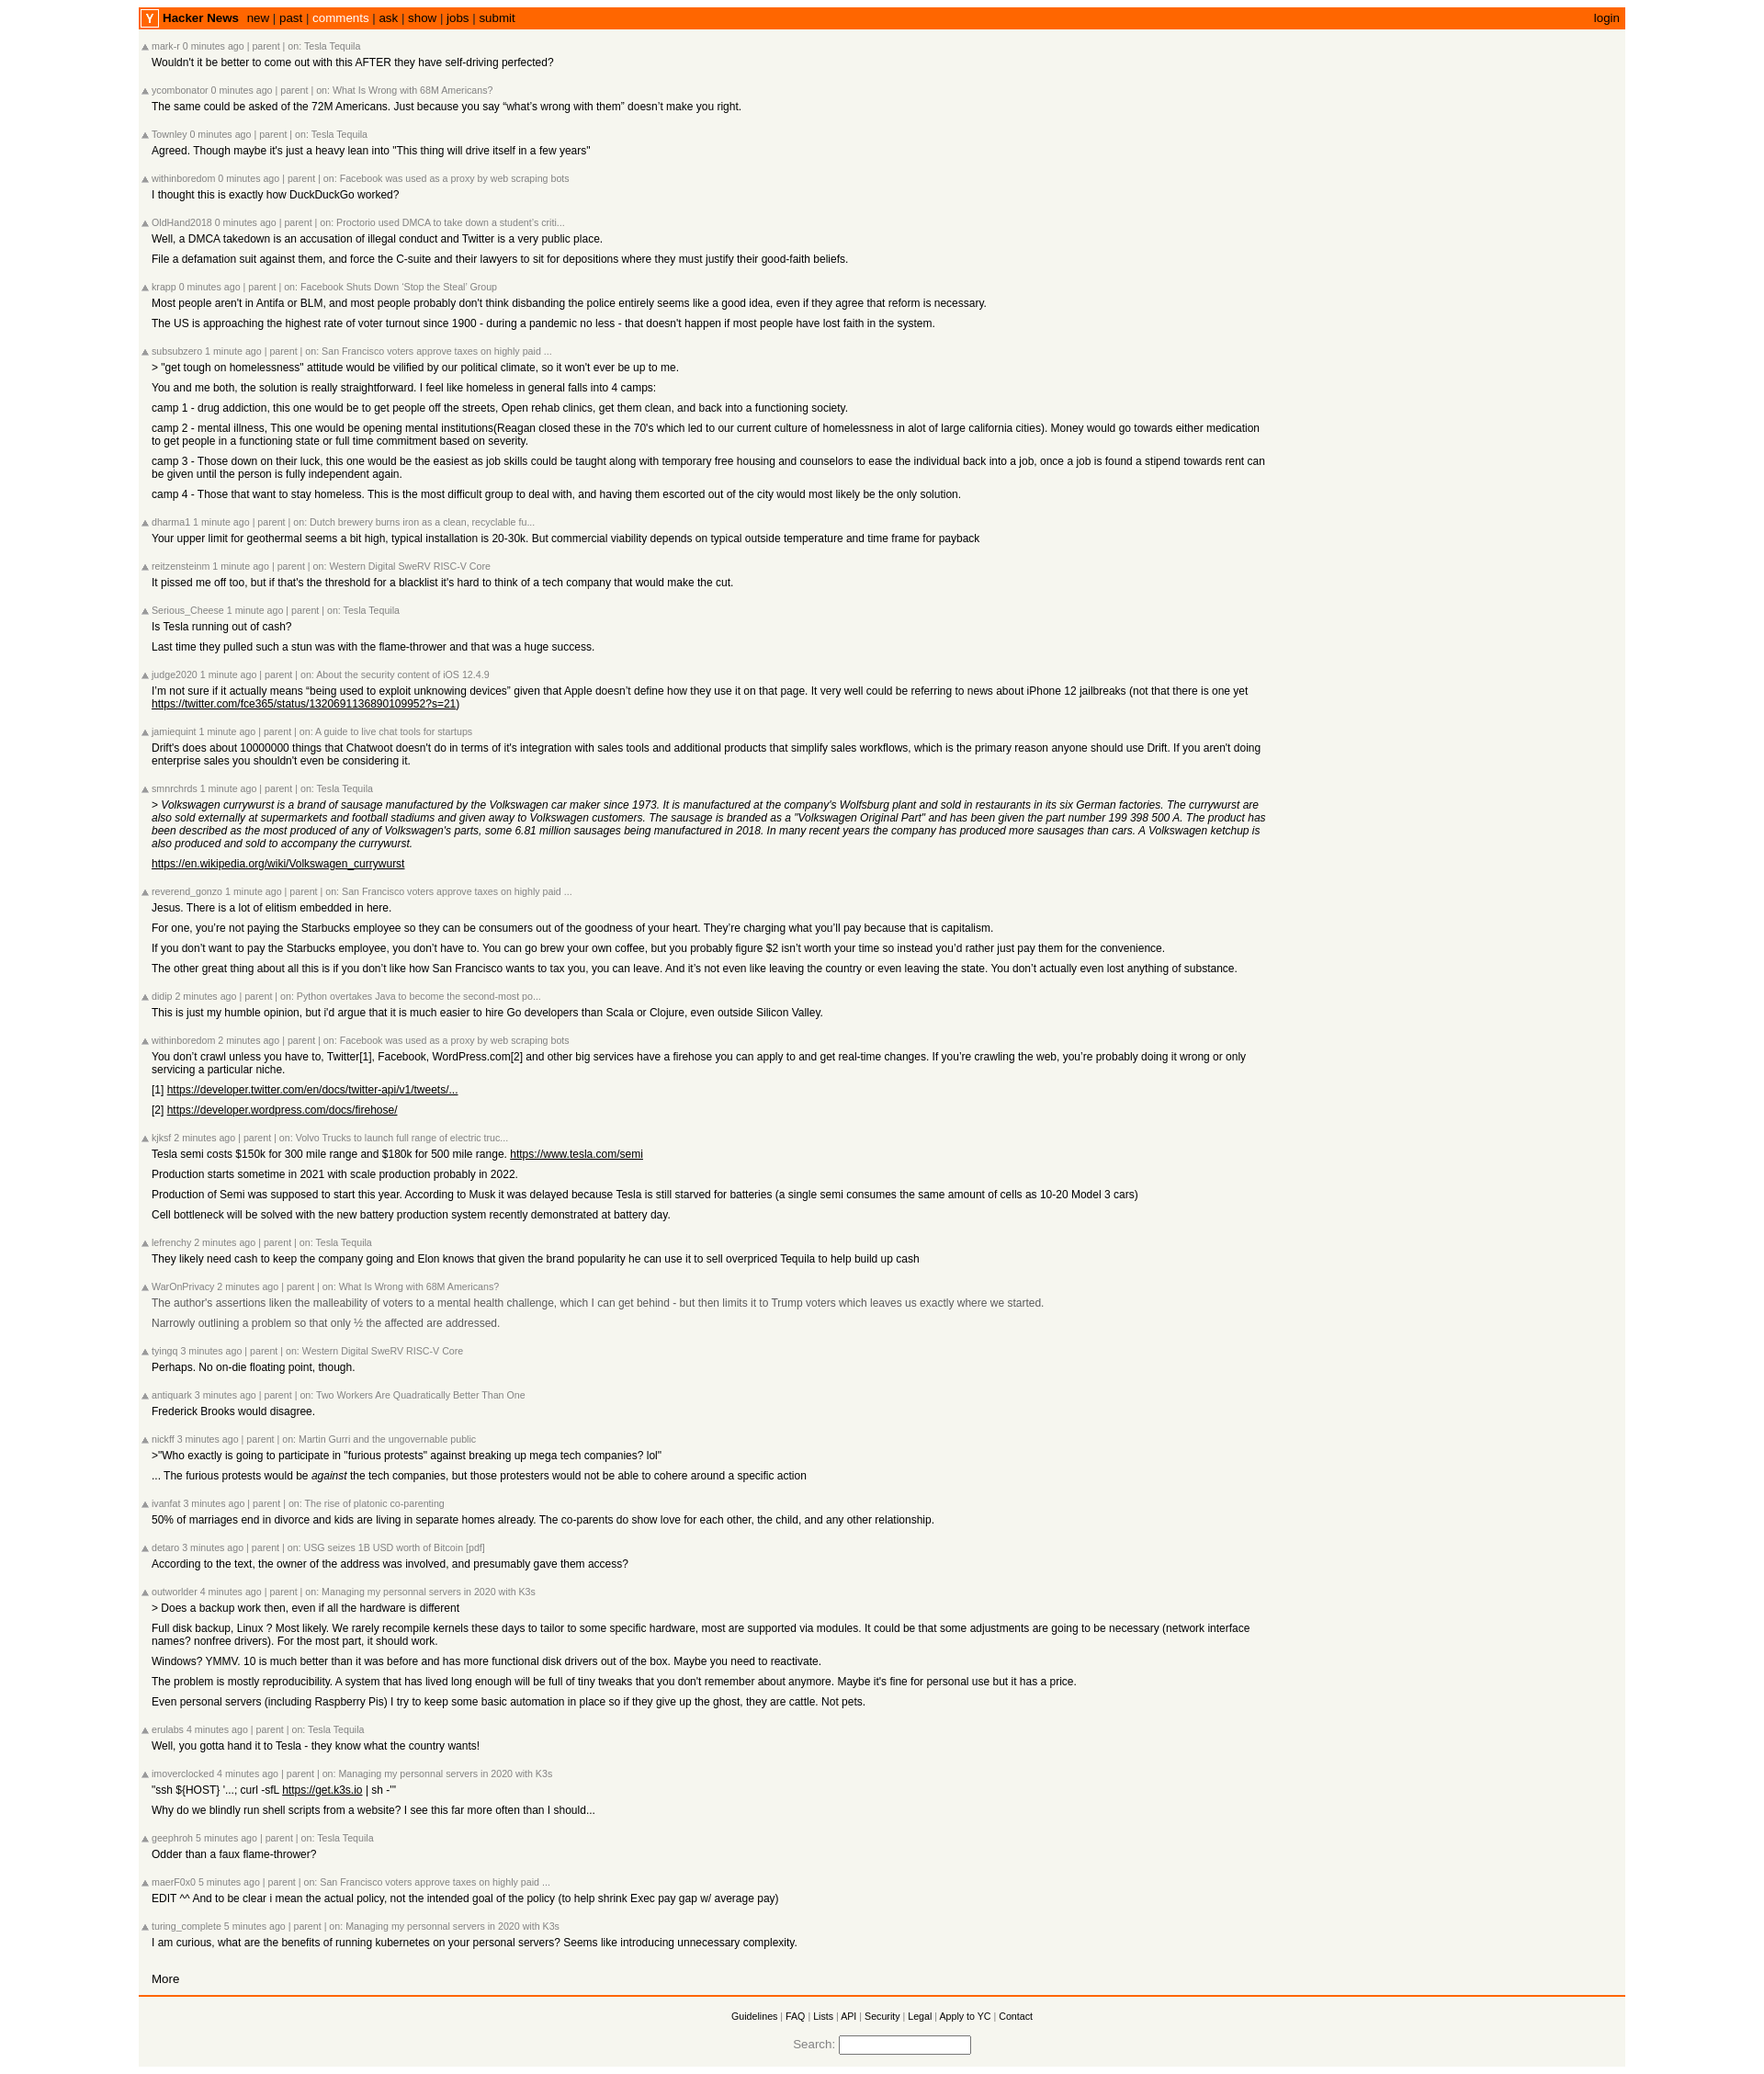 Y Hacker News new | past | comments | ask | show | jobs | submit login
mark-r 0 minutes ago | parent | on: Tesla Tequila
Wouldn't it be better to come out with this AFTER they have self-driving perfected?
ycombonator 0 minutes ago | parent | on: What Is Wrong with 68M Americans?
The same could be asked of the 72M Americans. Just because you say “what’s wrong with them” doesn’t make you right.
Townley 0 minutes ago | parent | on: Tesla Tequila
Agreed. Though maybe it's just a heavy lean into "This thing will drive itself in a few years"
withinboredom 0 minutes ago | parent | on: Facebook was used as a proxy by web scraping bots
I thought this is exactly how DuckDuckGo worked?
OldHand2018 0 minutes ago | parent | on: Proctorio used DMCA to take down a student’s criti...
Well, a DMCA takedown is an accusation of illegal conduct and Twitter is a very public place.
File a defamation suit against them, and force the C-suite and their lawyers to sit for depositions where they must justify their good-faith beliefs.
krapp 0 minutes ago | parent | on: Facebook Shuts Down ‘Stop the Steal’ Group
Most people aren't in Antifa or BLM, and most people probably don't think disbanding the police entirely seems like a good idea, even if they agree that reform is necessary.
The US is approaching the highest rate of voter turnout since 1900 - during a pandemic no less - that doesn't happen if most people have lost faith in the system.
subsubzero 1 minute ago | parent | on: San Francisco voters approve taxes on highly paid ...
> "get tough on homelessness" attitude would be vilified by our political climate, so it won't ever be up to me.
You and me both, the solution is really straightforward. I feel like homeless in general falls into 4 camps:
camp 1 - drug addiction, this one would be to get people off the streets, Open rehab clinics, get them clean, and back into a functioning society.
camp 2 - mental illness, This one would be opening mental institutions(Reagan closed these in the 70's which led to our current culture of homelessness in alot of large california cities). Money would go towards either medication
to get people in a functioning state or full time commitment based on severity.
camp 3 - Those down on their luck, this one would be the easiest as job skills could be taught along with temporary free housing and counselors to ease the individual back into a job, once a job is found a stipend towards rent can
be given until the person is fully independent again.
camp 4 - Those that want to stay homeless. This is the most difficult group to deal with, and having them escorted out of the city would most likely be the only solution.
dharma1 1 minute ago | parent | on: Dutch brewery burns iron as a clean, recyclable fu...
Your upper limit for geothermal seems a bit high, typical installation is 20-30k. But commercial viability depends on typical outside temperature and time frame for payback
reitzensteinm 1 minute ago | parent | on: Western Digital SweRV RISC-V Core
It pissed me off too, but if that's the threshold for a blacklist it's hard to think of a tech company that would make the cut.
Serious_Cheese 1 minute ago | parent | on: Tesla Tequila
Is Tesla running out of cash?
Last time they pulled such a stun was with the flame-thrower and that was a huge success.
judge2020 1 minute ago | parent | on: About the security content of iOS 12.4.9
I’m not sure if it actually means “being used to exploit unknowing devices” given that Apple doesn’t define how they use it on that page. It very well could be referring to news about iPhone 12 jailbreaks (not that there is one yet
https://twitter.com/fce365/status/1320691136890109952?s=21)
jamiequint 1 minute ago | parent | on: A guide to live chat tools for startups
Drift's does about 10000000 things that Chatwoot doesn't do in terms of it's integration with sales tools and additional products that simplify sales workflows, which is the primary reason anyone should use Drift. If you aren't doing
enterprise sales you shouldn't even be considering it.
smnrchrds 1 minute ago | parent | on: Tesla Tequila
> Volkswagen currywurst is a brand of sausage manufactured by the Volkswagen car maker since 1973. It is manufactured at the company's Wolfsburg plant and sold in restaurants in its six German factories. The currywurst are
also sold externally at supermarkets and football stadiums and given away to Volkswagen customers. The sausage is branded as a "Volkswagen Original Part" and has been given the part number 199 398 500 A. The product has
been described as the most produced of any of Volkswagen's parts, some 6.81 million sausages being manufactured in 2018. In many recent years the company has produced more sausages than cars. A Volkswagen ketchup is
also produced and sold to accompany the currywurst.
https://en.wikipedia.org/wiki/Volkswagen_currywurst
reverend_gonzo 1 minute ago | parent | on: San Francisco voters approve taxes on highly paid ...
Jesus. There is a lot of elitism embedded in here.
For one, you’re not paying the Starbucks employee so they can be consumers out of the goodness of your heart. They’re charging what you’ll pay because that is capitalism.
If you don’t want to pay the Starbucks employee, you don’t have to. You can go brew your own coffee, but you probably figure $2 isn’t worth your time so instead you’d rather just pay them for the convenience.
The other great thing about all this is if you don’t like how San Francisco wants to tax you, you can leave. And it’s not even like leaving the country or even leaving the state. You don’t actually even lost anything of substance.
didip 2 minutes ago | parent | on: Python overtakes Java to become the second-most po...
This is just my humble opinion, but i'd argue that it is much easier to hire Go developers than Scala or Clojure, even outside Silicon Valley.
withinboredom 2 minutes ago | parent | on: Facebook was used as a proxy by web scraping bots
You don’t crawl unless you have to, Twitter[1], Facebook, WordPress.com[2] and other big services have a firehose you can apply to and get real-time changes. If you’re crawling the web, you’re probably doing it wrong or only
servicing a particular niche.
[1] https://developer.twitter.com/en/docs/twitter-api/v1/tweets/...
[2] https://developer.wordpress.com/docs/firehose/
kjksf 2 minutes ago | parent | on: Volvo Trucks to launch full range of electric truc...
Tesla semi costs $150k for 300 mile range and $180k for 500 mile range. https://www.tesla.com/semi
Production starts sometime in 2021 with scale production probably in 2022.
Production of Semi was supposed to start this year. According to Musk it was delayed because Tesla is still starved for batteries (a single semi consumes the same amount of cells as 10-20 Model 3 cars)
Cell bottleneck will be solved with the new battery production system recently demonstrated at battery day.
lefrenchy 2 minutes ago | parent | on: Tesla Tequila
They likely need cash to keep the company going and Elon knows that given the brand popularity he can use it to sell overpriced Tequila to help build up cash
WarOnPrivacy 2 minutes ago | parent | on: What Is Wrong with 68M Americans?
The author's assertions liken the malleability of voters to a mental health challenge, which I can get behind - but then limits it to Trump voters which leaves us exactly where we started.
Narrowly outlining a problem so that only ½ the affected are addressed.
tyingq 3 minutes ago | parent | on: Western Digital SweRV RISC-V Core
Perhaps. No on-die floating point, though.
antiquark 3 minutes ago | parent | on: Two Workers Are Quadratically Better Than One
Frederick Brooks would disagree.
nickff 3 minutes ago | parent | on: Martin Gurri and the ungovernable public
>"Who exactly is going to participate in "furious protests" against breaking up mega tech companies? lol"
... The furious protests would be against the tech companies, but those protesters would not be able to cohere around a specific action
ivanfat 3 minutes ago | parent | on: The rise of platonic co-parenting
50% of marriages end in divorce and kids are living in separate homes already. The co-parents do show love for each other, the child, and any other relationship.
detaro 3 minutes ago | parent | on: USG seizes 1B USD worth of Bitcoin [pdf]
According to the text, the owner of the address was involved, and presumably gave them access?
outworlder 4 minutes ago | parent | on: Managing my personnal servers in 2020 with K3s
> Does a backup work then, even if all the hardware is different
Full disk backup, Linux ? Most likely. We rarely recompile kernels these days to tailor to some specific hardware, most are supported via modules. It could be that some adjustments are going to be necessary (network interface
names? nonfree drivers). For the most part, it should work.
Windows? YMMV. 10 is much better than it was before and has more functional disk drivers out of the box. Maybe you need to reactivate.
The problem is mostly reproducibility. A system that has lived long enough will be full of tiny tweaks that you don't remember about anymore. Maybe it's fine for personal use but it has a price.
Even personal servers (including Raspberry Pis) I try to keep some basic automation in place so if they give up the ghost, they are cattle. Not pets.
erulabs 4 minutes ago | parent | on: Tesla Tequila
Well, you gotta hand it to Tesla - they know what the country wants!
imoverclocked 4 minutes ago | parent | on: Managing my personnal servers in 2020 with K3s
"ssh ${HOST} '...; curl -sfL https://get.k3s.io | sh -'"
Why do we blindly run shell scripts from a website? I see this far more often than I should...
geephroh 5 minutes ago | parent | on: Tesla Tequila
Odder than a faux flame-thrower?
maerF0x0 5 minutes ago | parent | on: San Francisco voters approve taxes on highly paid ...
EDIT ^^ And to be clear i mean the actual policy, not the intended goal of the policy (to help shrink Exec pay gap w/ average pay)
turing_complete 5 minutes ago | parent | on: Managing my personnal servers in 2020 with K3s
I am curious, what are the benefits of running kubernetes on your personal servers? Seems like introducing unnecessary complexity.
More
Guidelines | FAQ | Lists | API | Security | Legal | Apply to YC | Contact
Search: